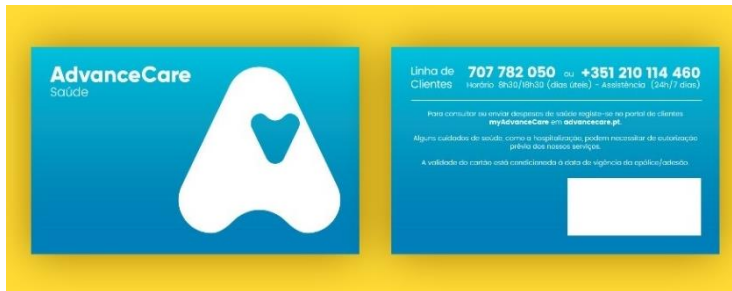 AdvanceCare
Saúde
Linha de Clientes 707 782 050 ou +351 210 114 460
Horário 8h30/18h30 (dias úteis) - Assistência (24h/7 dias)
Para consultar ou enviar despesas de saúde registe-se no portal de clientes
myAdvanceCare em advancecare.pt.
Alguns cuidados de saúde, como a hospitalização, podem necessitar de autorização
prévia dos nossos serviços.
A validade do cartão está condicionada à data de vigência da apólice/adesão.